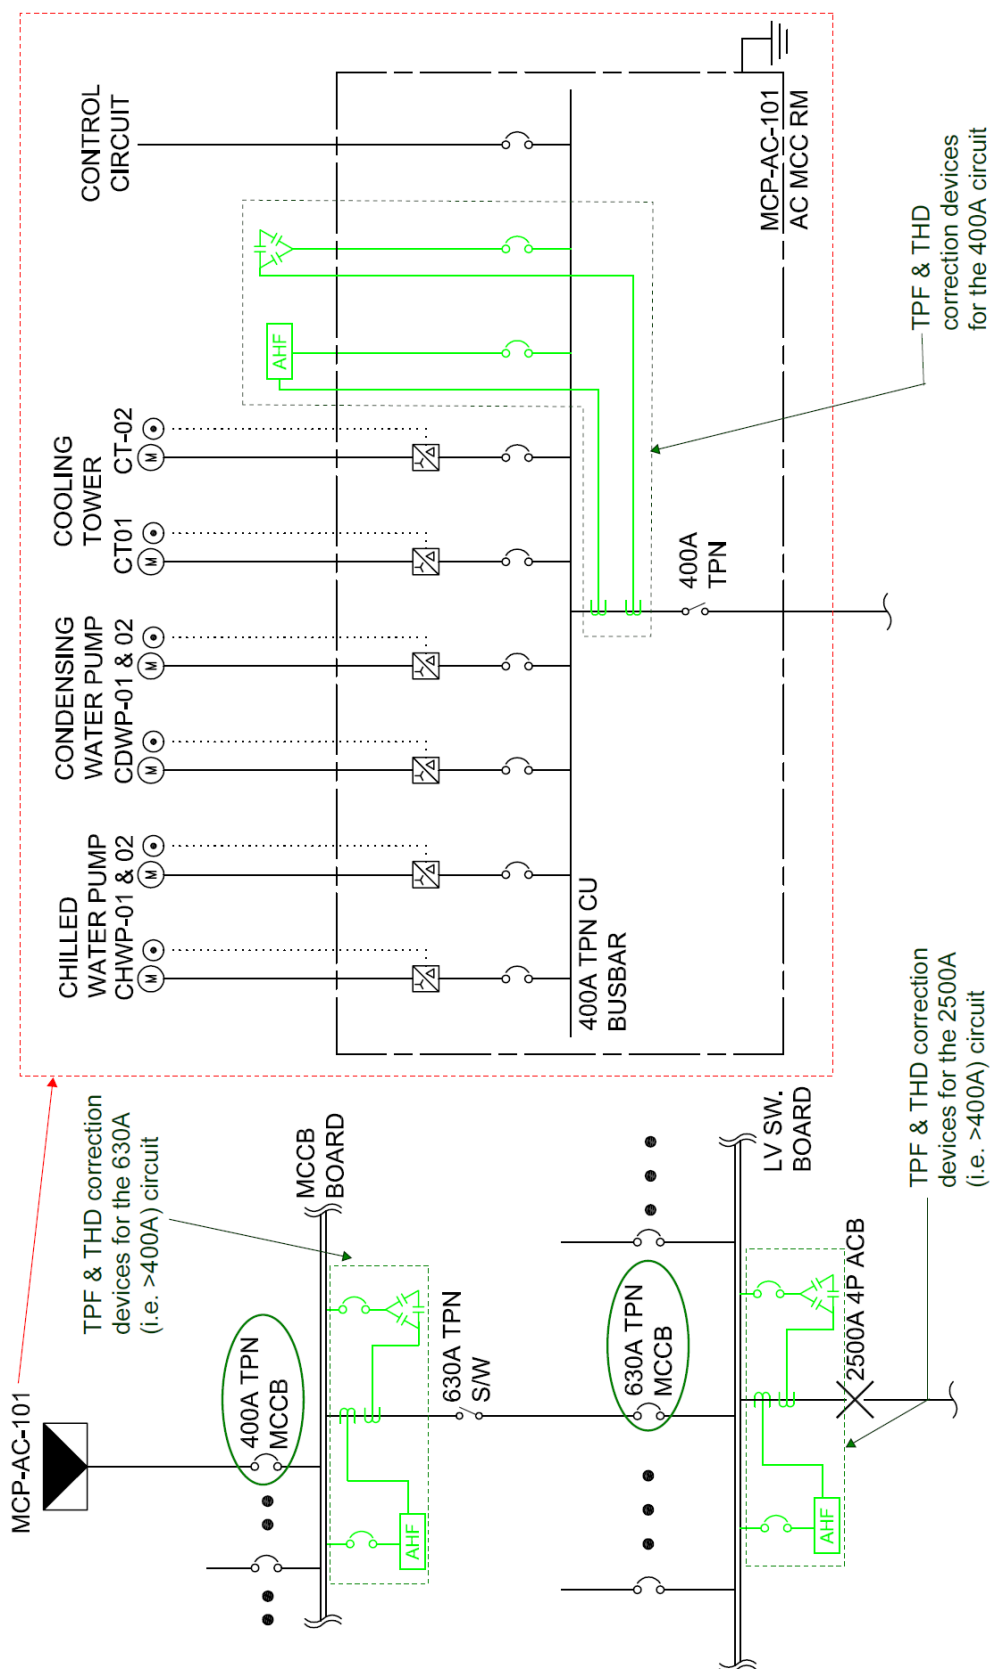 MCP-AC-101
TPF & THD correction
devices for the 630A
(i.e. >400A) circuit
400A TPN
MCCB
MCCB
BOARD
AHF
630A TPN
S/W
630A TPN
MCCB
LV SW.
BOARD
AHF
2500A 4P ACB
TPF & THD correction
devices for the 2500A
(i.e. >400A) circuit
CHILLED
WATER PUMP
CHWP-01 & 02
CONDENSING
WATER PUMP
CDWP-01 & 02
COOLING
TOWER
CT01
CT-02
CONTROL
CIRCUIT
M
M
M
M
M
M
AHF
400A TPN CU
BUSBAR
400A
TPN
MCP-AC-101
AC MCC RM
TPF & THD
correction devices
for the 400A circuit